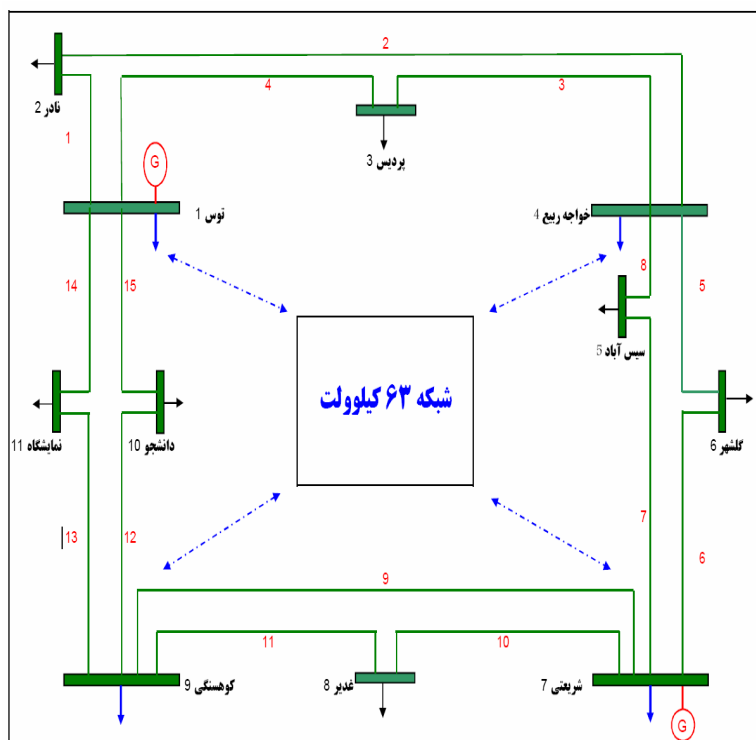 2
نادر 2
4
3
1
پردیس 3
G
توس 1
خواجه ربیع 4
14
15
8
5
سیس آباد 5
شبکه ۶۳ کیلوولت
نمایشگاه 11
دانشجو 10
گلشهر 6
13
12
7
6
9
11
10
کوهسنگی 9
غدیر 8
شریعتی 7
G